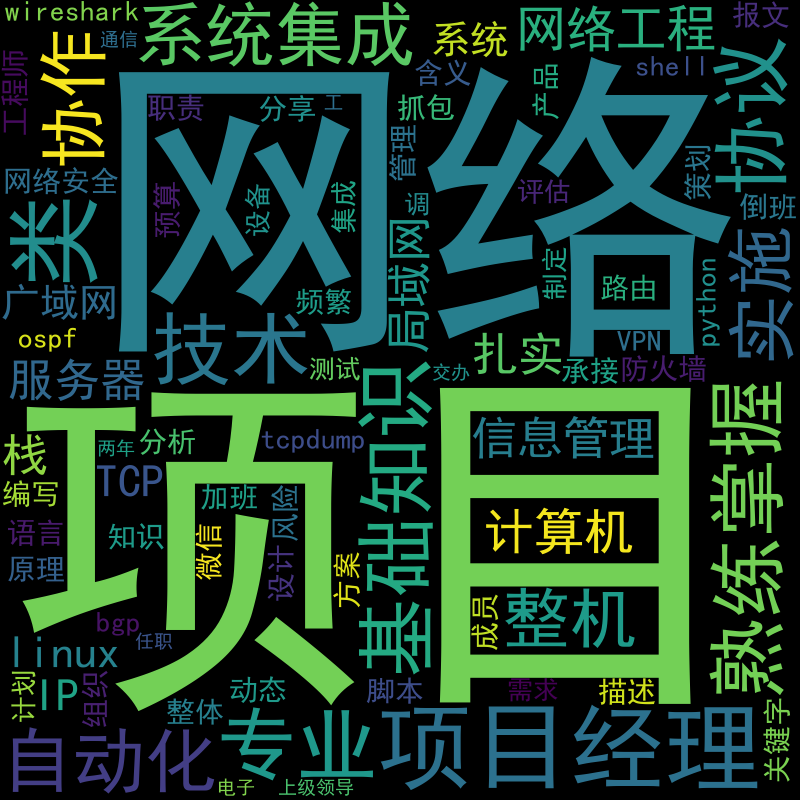 wireshark
通信
系统集成
系统
网络工程
报文
工程师
协作
职责
分享
工
抓包
含义
产品
shell
协议
网络
网络安全
类
预算
设备
集成
管理
调
评估
策划
倒班
广域网
ospf
频繁
局域网
制定
路由
VPN
python
实施
服务器
技术
测试
交办
扎实
承接
防火墙
项目
栈
编写
两年
分析
TCP
tcpdump
基础知识
信息管理
熟练掌握
语言
原理
知识
加班
微信
设计
风险
方案
计算机
成员
整机
bgp
任职
linux
IP
计划
组织
整体
动态
脚本
需求
描述
关键字
自动化
专业
电子
上级领导
项目经理